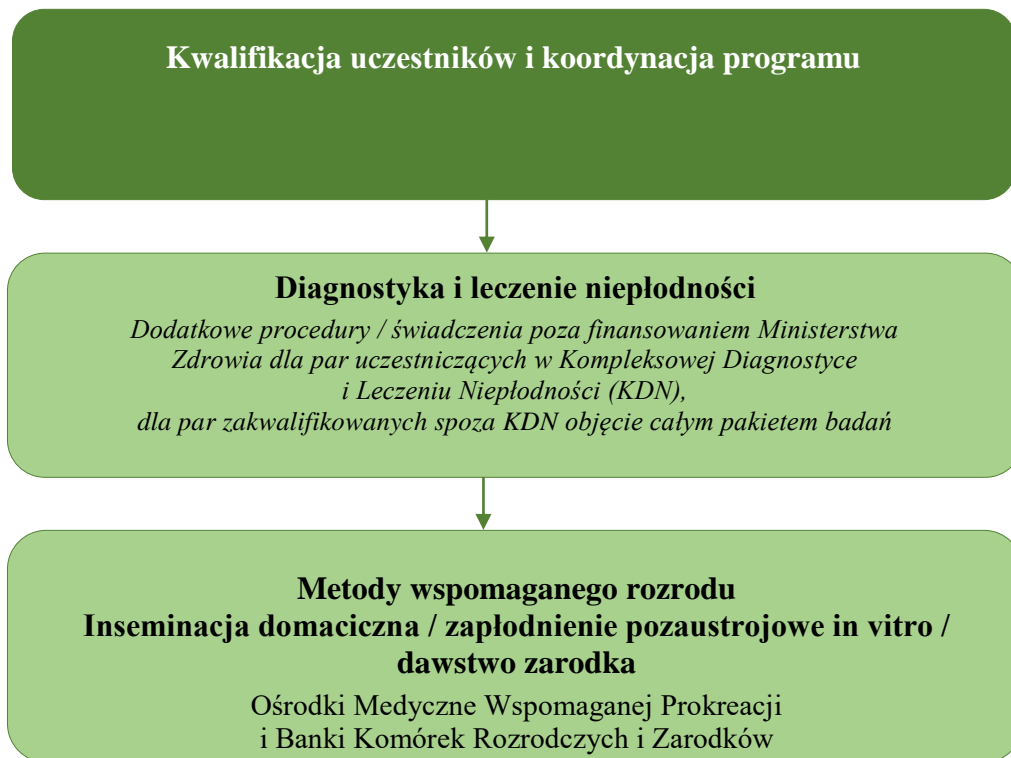 Kwalifikacja uczestników i koordynacja programu
Diagnostyka i leczenie niepłodności
Dodatkowe procedury / świadczenia poza finansowaniem Ministerstwa
Zdrowia dla par uczestniczących w Kompleksowej Diagnostyce
i Leczeniu Niepłodności (KDN),
dla par zakwalifikowanych spoza KDN objęcie całym pakietem badań
Metody wspomaganego rozrodu
Inseminacja domaciczna / zapłodnienie pozaustrojowe in vitro /
dawstwo zarodka
Ośrodki Medyczne Wspomaganej Prokreacji
i Banki Komórek Rozrodczych i Zarodków